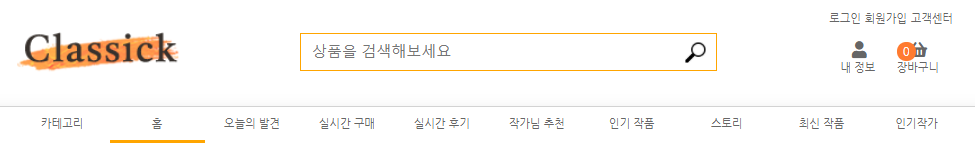 로그인 회원가입 고객센터
Classick
상품을 검색해보세요
0
내 정보 장바구니
카테고리 홈 오늘의 발견 실시간 구매 실시간 후기 작가님 추천 인기 작품 스토리 최신 작품 인기작가